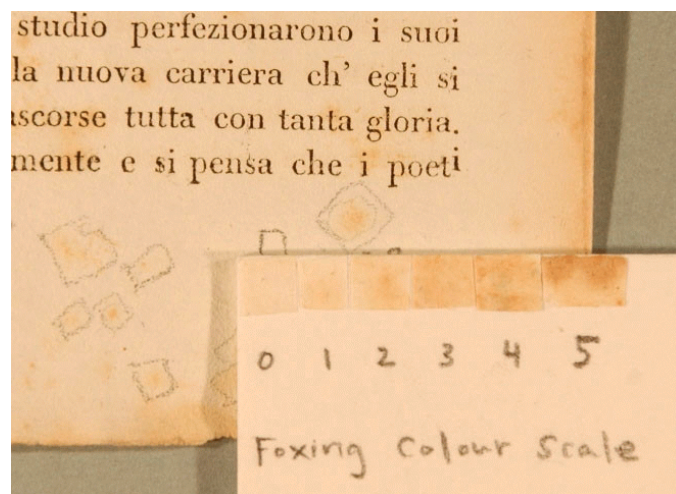 studio perfezionarono i suoi
la nuova carriera ch' egli si
ascorse tutta con tanta gloria.
mente e si pensa che i poeti
0 1 2 3 4 5
Foxing Colour Scale